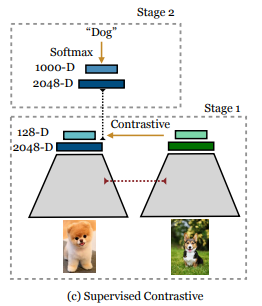 Stage 2
“Dog”
Softmax
1000-D
2048-D
Stage 1
128-D
Contrastive
2048-D
(c) Supervised Contrastive